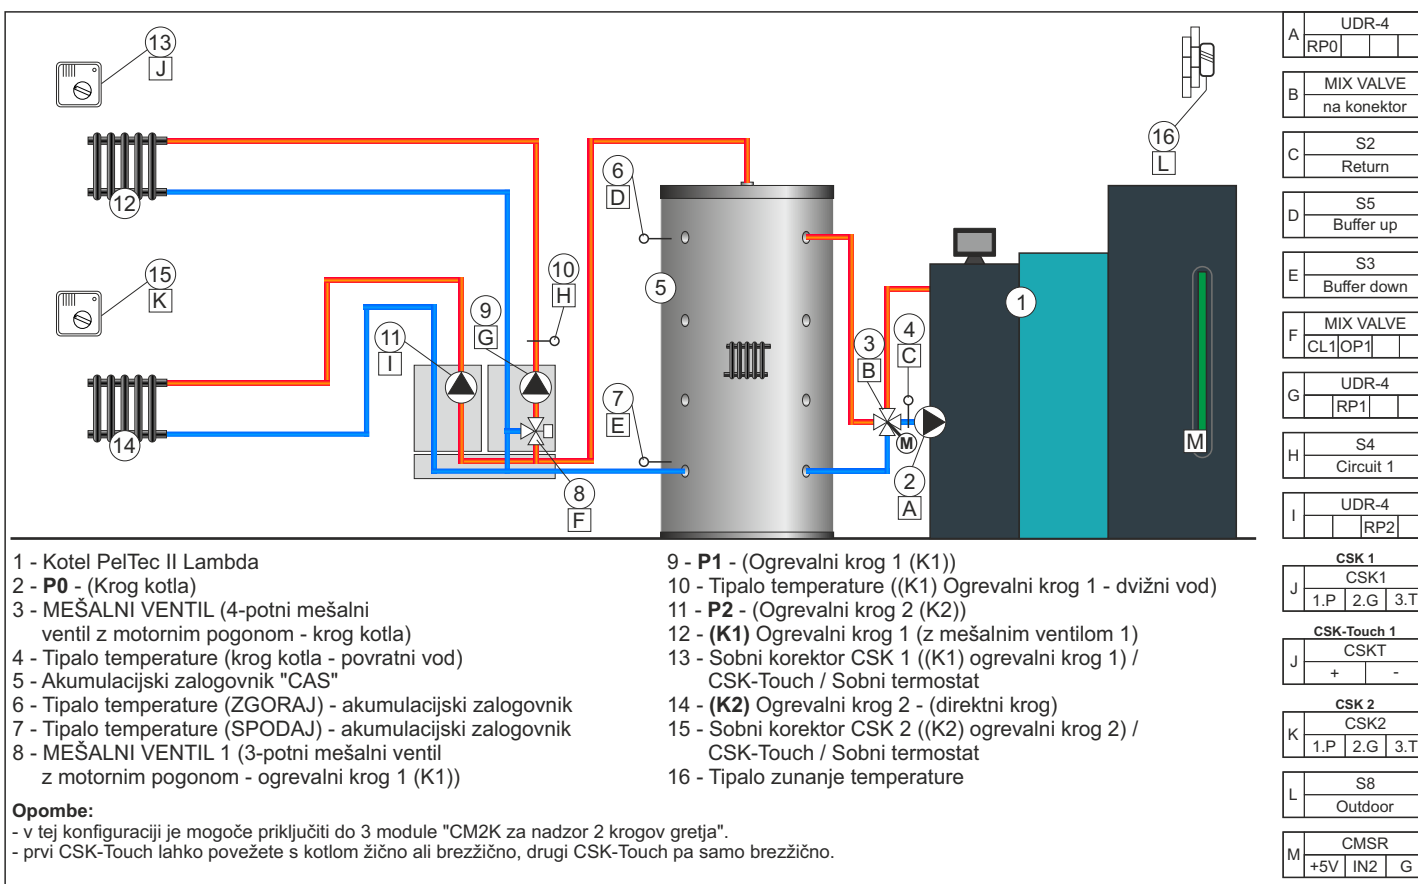 13
J
15
K
12
14
11
I
9
G
10
H
8
F
6
D
5
7
E
3
B
4
C
M
2
A
1
16
L
M
1 - Kotel PelTec II Lambda
2 - P0 - (Krog kotla)
3 - MEŠALNI VENTIL (4-potni mešalni
ventil z motornim pogonom - krog kotla)
4 - Tipalo temperature (krog kotla - povratni vod)
5 - Akumulacijski zalogovnik "CAS"
6 - Tipalo temperature (ZGORAJ) - akumulacijski zalogovnik
7 - Tipalo temperature (SPODAJ) - akumulacijski zalogovnik
8 - MEŠALNI VENTIL 1 (3-potni mešalni ventil
z motornim pogonom - ogrevalni krog 1 (K1))
9 - P1 - (Ogrevalni krog 1 (K1))
10 - Tipalo temperature ((K1) Ogrevalni krog 1 - dvižni vod)
11 - P2 - (Ogrevalni krog 2 (K2))
12 - (K1) Ogrevalni krog 1 (z mešalnim ventilom 1)
13 - Sobni korektor CSK 1 ((K1) ogrevalni krog 1) /
CSK-Touch / Sobni termostat
14 - (K2) Ogrevalni krog 2 - (direktni krog)
15 - Sobni korektor CSK 2 ((K2) ogrevalni krog 2) /
CSK-Touch / Sobni termostat
16 - Tipalo zunanje temperature
Opombe:
- v tej konfiguraciji je mogoče priključiti do 3 module "CM2K za nadzor 2 krogov gretja".
- prvi CSK-Touch lahko povežete s kotlom žično ali brezžično, drugi CSK-Touch pa samo brezžično.
A UDR-4
RP0
B MIX VALVE
na konektor
C S2
Return
D S5
Buffer up
E S3
Buffer down
F MIX VALVE
CL1 OP1
G UDR-4
RP1
H S4
Circuit 1
I UDR-4
RP2
CSK 1
J CSK1
1.P 2.G 3.T
CSK-Touch 1
J CSKT
+ -
CSK 2
K CSK2
1.P 2.G 3.T
L S8
Outdoor
M CMSR
+5V IN2 G